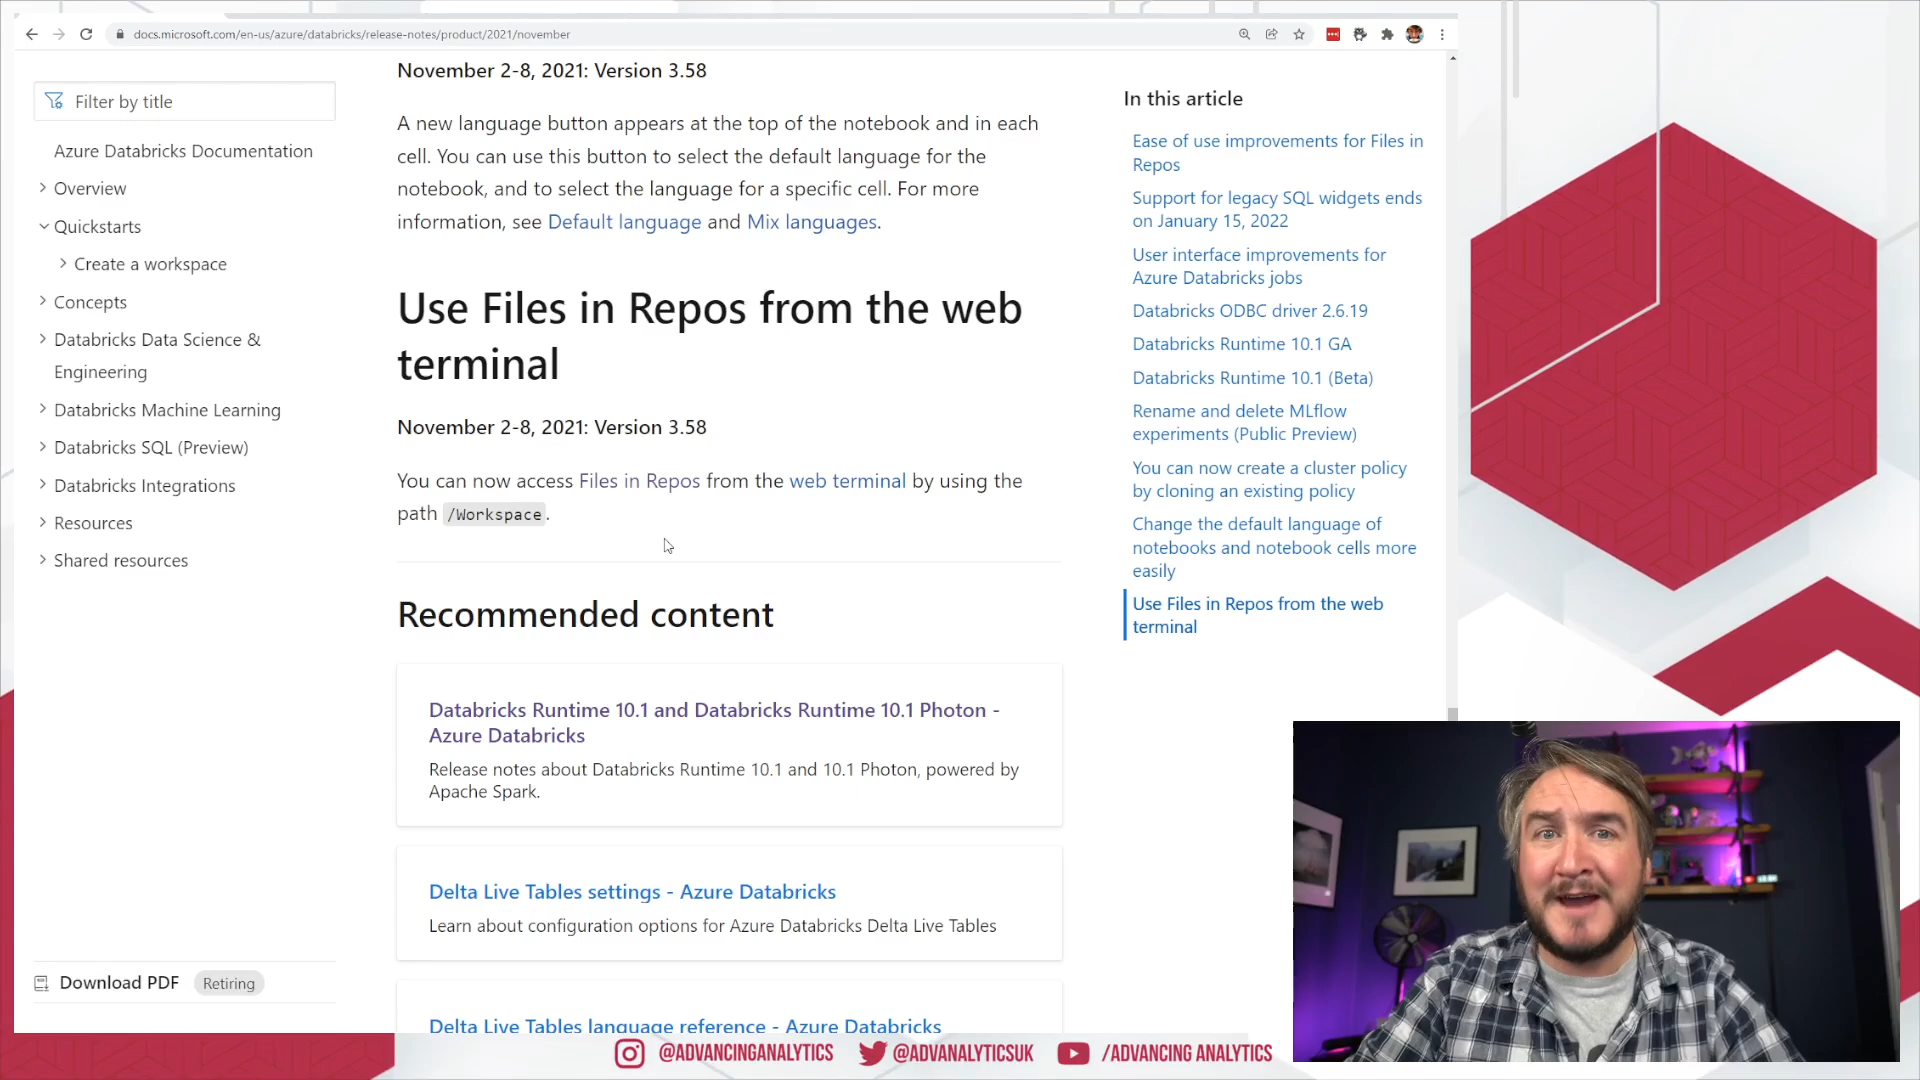 docs.microsoft.com/en-us/azure/databricks/release-notes/product/2021/november
Filter by title
Azure Databricks Documentation
Overview
Quickstarts
Create a workspace
Concepts
Databricks Data Science &
Engineering
Databricks Machine Learning
Databricks SQL (Preview)
Databricks Integrations
Resources
Shared resources
Download PDF
Retiring
November 2-8, 2021: Version 3.58
A new language button appears at the top of the notebook and in each
cell. You can use this button to select the default language for the
notebook, and to select the language for a specific cell. For more
information, see Default language and Mix languages.
Use Files in Repos from the web
terminal
November 2-8, 2021: Version 3.58
You can now access Files in Repos from the web terminal by using the
path /Workspace.
Recommended content
Databricks Runtime 10.1 and Databricks Runtime 10.1 Photon -
Azure Databricks
Release notes about Databricks Runtime 10.1 and 10.1 Photon, powered by
Apache Spark.
Delta Live Tables settings - Azure Databricks
Learn about configuration options for Azure Databricks Delta Live Tables
Delta Live Tables language reference - Azure Databricks
In this article
Ease of use improvements for Files in
Repos
Support for legacy SQL widgets ends
on January 15, 2022
User interface improvements for
Azure Databricks jobs
Databricks ODBC driver 2.6.19
Databricks Runtime 10.1 GA
Databricks Runtime 10.1 (Beta)
Rename and delete MLflow
experiments (Public Preview)
You can now create a cluster policy
by cloning an existing policy
Change the default language of
notebooks and notebook cells more
easily
Use Files in Repos from the web
terminal
@ADVANCINGANALYTICS
@ADVANALYTICSUK
/ADVANCING ANALYTICS